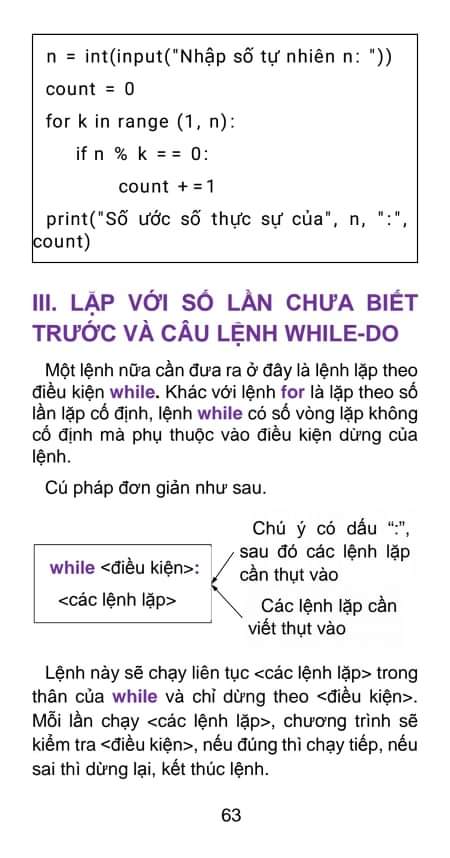 n = int(input("Nhập số tự nhiên n: "))
count = 0
for k in range (1, n):
if n % k == 0:
count +=1
print("Số ước số thực sự của", n, ":",
count)
III. LẶP VỚI SỐ LẦN CHƯA BIẾT
TRƯỚC VÀ CÂU LỆNH WHILE-DO
Một lệnh nữa cần đưa ra ở đây là lệnh lặp theo
điều kiện while. Khác với lệnh for là lặp theo số
lần lặp cố định, lệnh while có số vòng lặp không
cố định mà phụ thuộc vào điều kiện dừng của
lệnh.
Cú pháp đơn giản như sau.
while <điều kiện>:
<các lệnh lặp>
Chú ý có dấu “:”,
sau đó các lệnh lặp
cần thụt vào
Các lệnh lặp cần
viết thụt vào
Lệnh này sẽ chạy liên tục <các lệnh lặp> trong
thân của while và chỉ dừng theo <điều kiện>.
Mỗi lần chạy <các lệnh lặp>, chương trình sẽ
kiểm tra <điều kiện>, nếu đúng thì chạy tiếp, nếu
sai thì dừng lại, kết thúc lệnh.
63